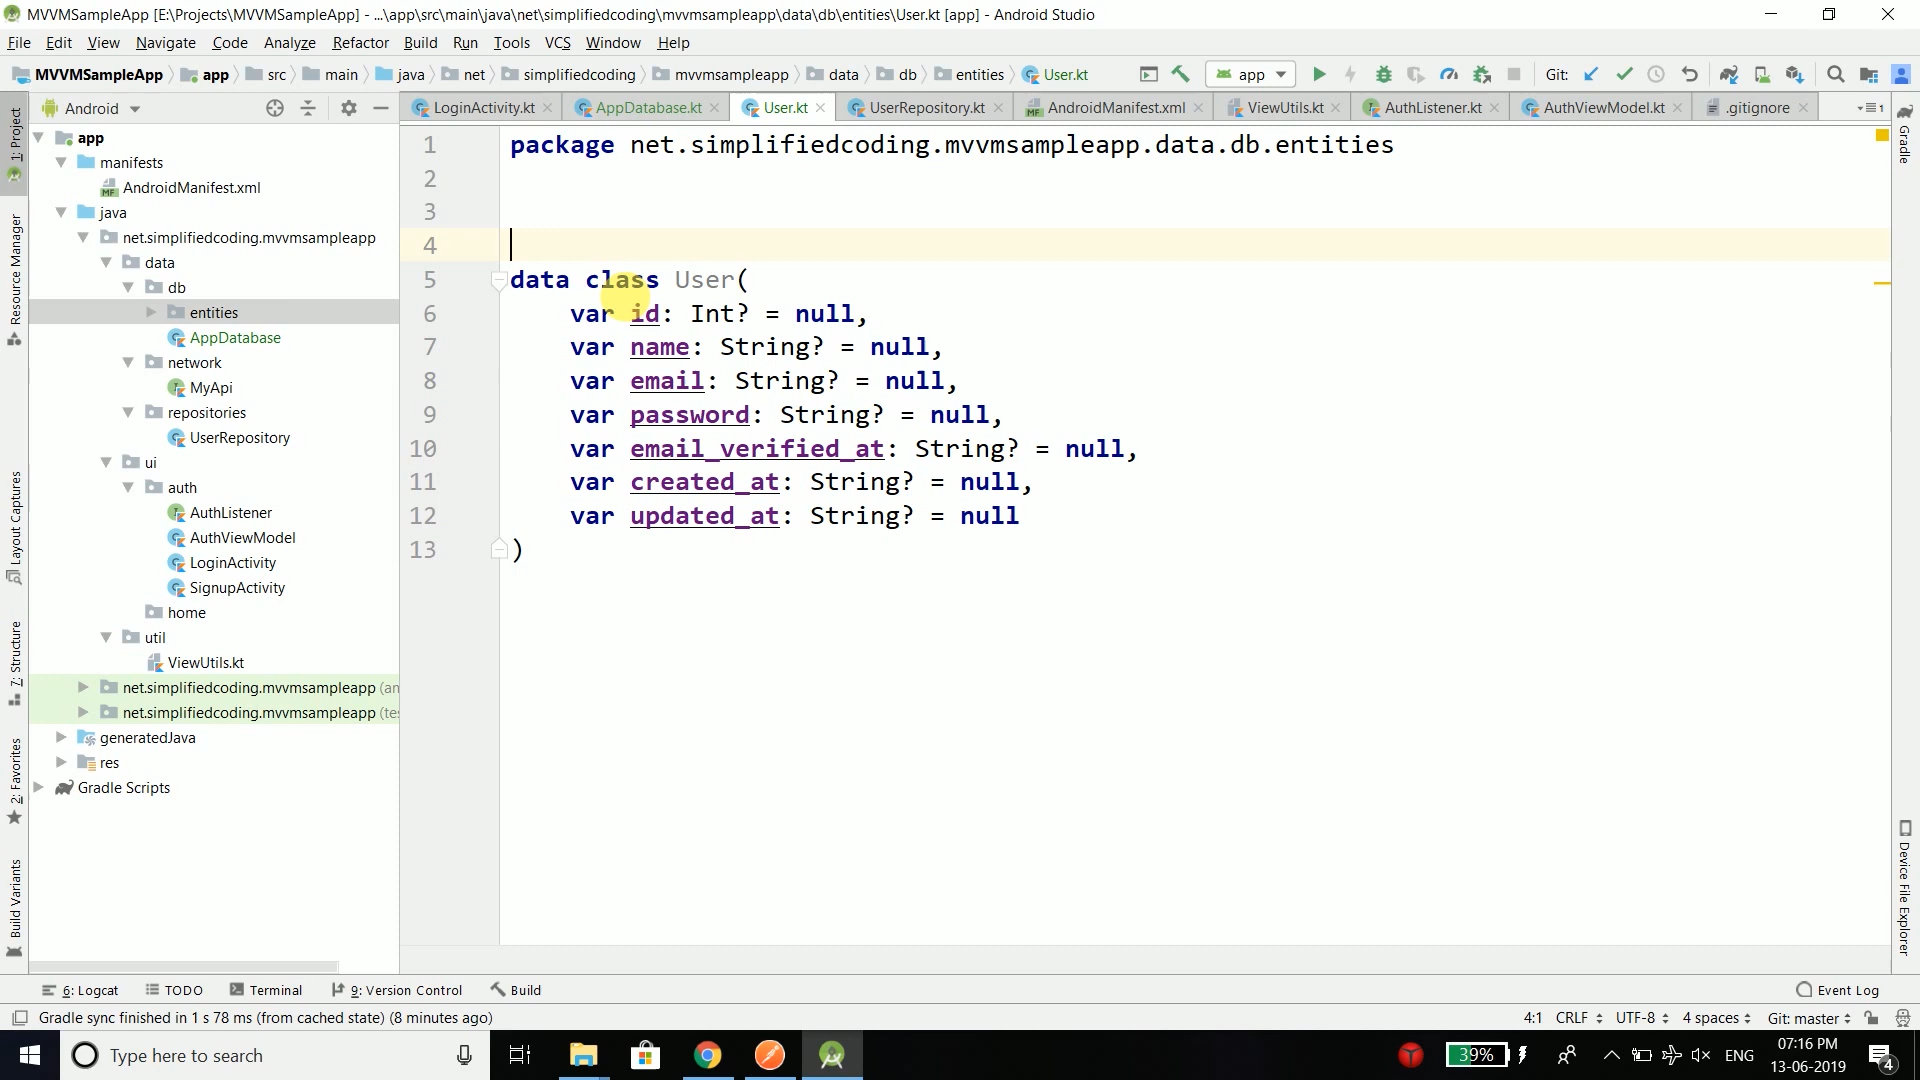 MVVMSampleApp [E:\Projects\MVVMSampleApp] - ...\app\src\main\java\net\simplifiedcoding\mvvmsampleapp\data\db\entities\User.kt [app] - Android Studio
File Edit View Navigate Code Analyze Refactor Build Run Tools VCS Window Help
MVVMSampleApp app src main java net simplifiedcoding mvvmsampleapp data db entities User.kt app Git:
Android
LoginActivity.kt AppDatabase.kt User.kt UserRepository.kt AndroidManifest.xml ViewUtils.kt AuthListener.kt AuthViewModel.kt .gitignore 1
1: Project
Resource Manager
Layout Captures
7: Structure
2: Favorites
Build Variants
app
manifests
MF AndroidManifest.xml
java
net.simplifiedcoding.mvvmsampleapp
data
db
entities
AppDatabase
network
MyApi
repositories
UserRepository
ui
auth
AuthListener
AuthViewModel
LoginActivity
SignupActivity
home
util
ViewUtils.kt
net.simplifiedcoding.mvvmsampleapp (an
net.simplifiedcoding.mvvmsampleapp (tes
generatedJava
res
Gradle Scripts
1 package net.simplifiedcoding.mvvmsampleapp.data.db.entities
2
3
4
5 data class User(
6 var id: Int? = null,
7 var name: String? = null,
8 var email: String? = null,
9 var password: String? = null,
10 var email_verified_at: String? = null,
11 var created_at: String? = null,
12 var updated_at: String? = null
13 )
Gradle
Device File Explorer
6: Logcat TODO Terminal 9: Version Control Build Event Log
Gradle sync finished in 1 s 78 ms (from cached state) (8 minutes ago) 4:1 CRLF UTF-8 4 spaces Git: master
Type here to search 39% ENG 07:16 PM
13-06-2019 4